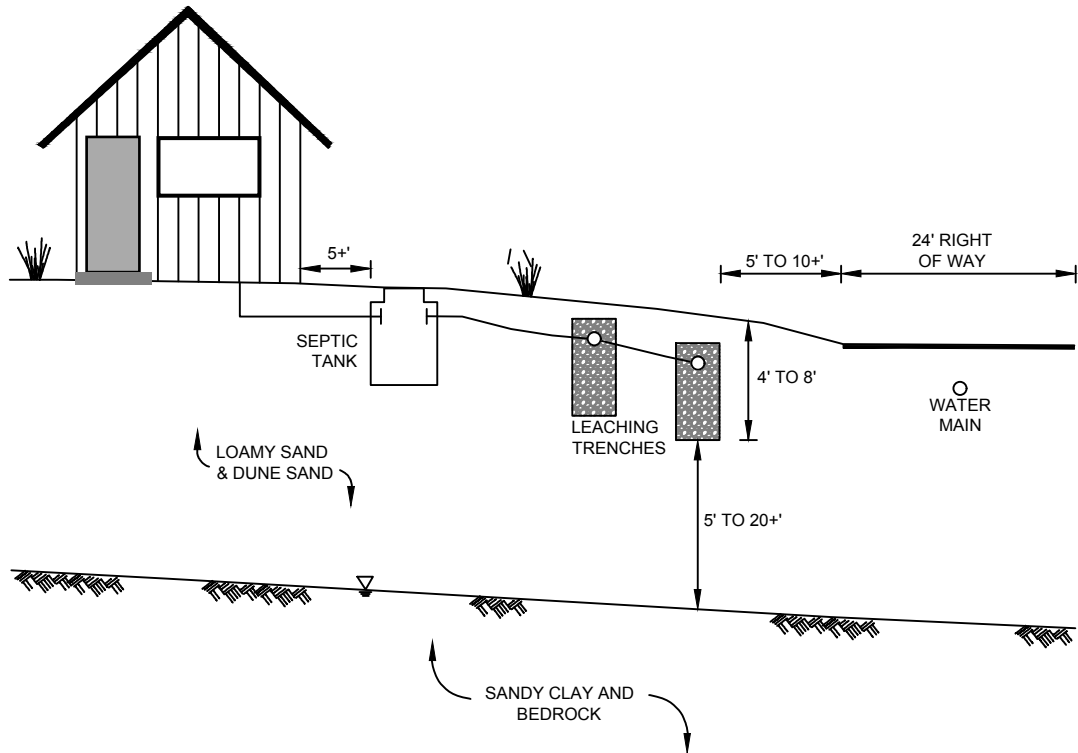 5+'
5' TO 10+'
24' RIGHT
OF WAY
SEPTIC
TANK
4' TO 8'
WATER
MAIN
LEACHING
TRENCHES
LOAMY SAND
& DUNE SAND
5' TO 20+'
SANDY CLAY AND
BEDROCK